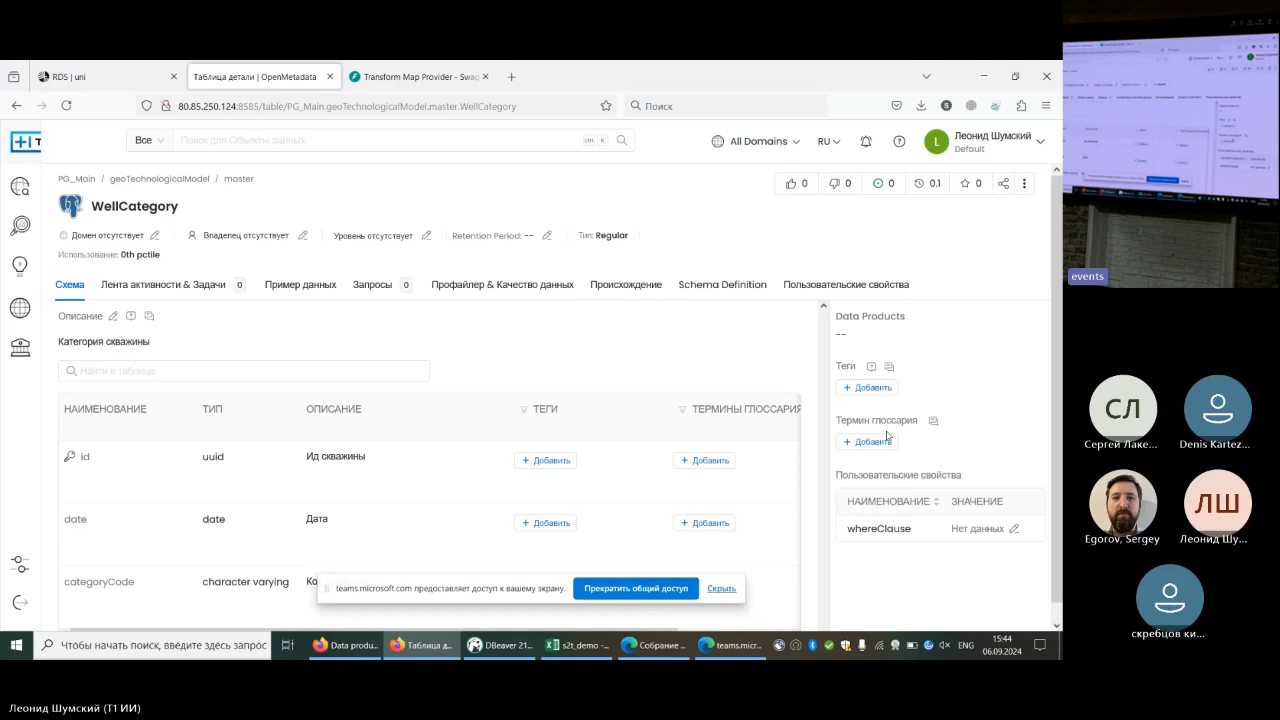 RDS | uni
Таблица детали | OpenMetadata
Transform Map Provider - Swag
80.85.250.124:8585/table/PG_Main.geoTechnologicalModel.master.WellCategory
Поиск
Все
Поиск для Объекты данных
ctrl K
All Domains
RU
L
Леонид Шумский
Default
PG_Main / geoTechnologicalModel / master
0
0
0
0.1
0
WellCategory
Домен отсутствует
Владелец отсутствует
Уровень отсутствует
Retention Period: --
Тип: Regular
Использование: 0th pctile
Схема
Лента активности & Задачи 0
Пример данных
Запросы 0
Профайлер & Качество данных
Происхождение
Schema Definition
Пользовательские свойства
Описание
Категория скважины
Найти в таблице
НАИМЕНОВАНИЕ ТИП ОПИСАНИЕ ТЕГИ ТЕРМИНЫ ГЛОССАРИЯ
id uuid Ид скважины + Добавить + Добавить
date date Дата + Добавить + Добавить
categoryCode character varying Ко
Data Products
--
Теги
+ Добавить
Термин глоссария
+ Добавить
Пользовательские свойства
НАИМЕНОВАНИЕ ЗНАЧЕНИЕ
whereClause Нет данных
teams.microsoft.com предоставляет доступ к вашему экрану.
Прекратить общий доступ
Скрыть
Чтобы начать поиск, введите здесь запрос
Data produ...
Таблица д...
DBeaver 21...
s2t_demo -...
Собрание ...
teams.micr...
ENG
15:44
06.09.2024
events
СЛ
Сергей Лаке...
Denis Kartez...
Egorov, Sergey
ЛШ
Леонид Шу...
скребцов ки...
Леонид Шумский (Т1 ИИ)